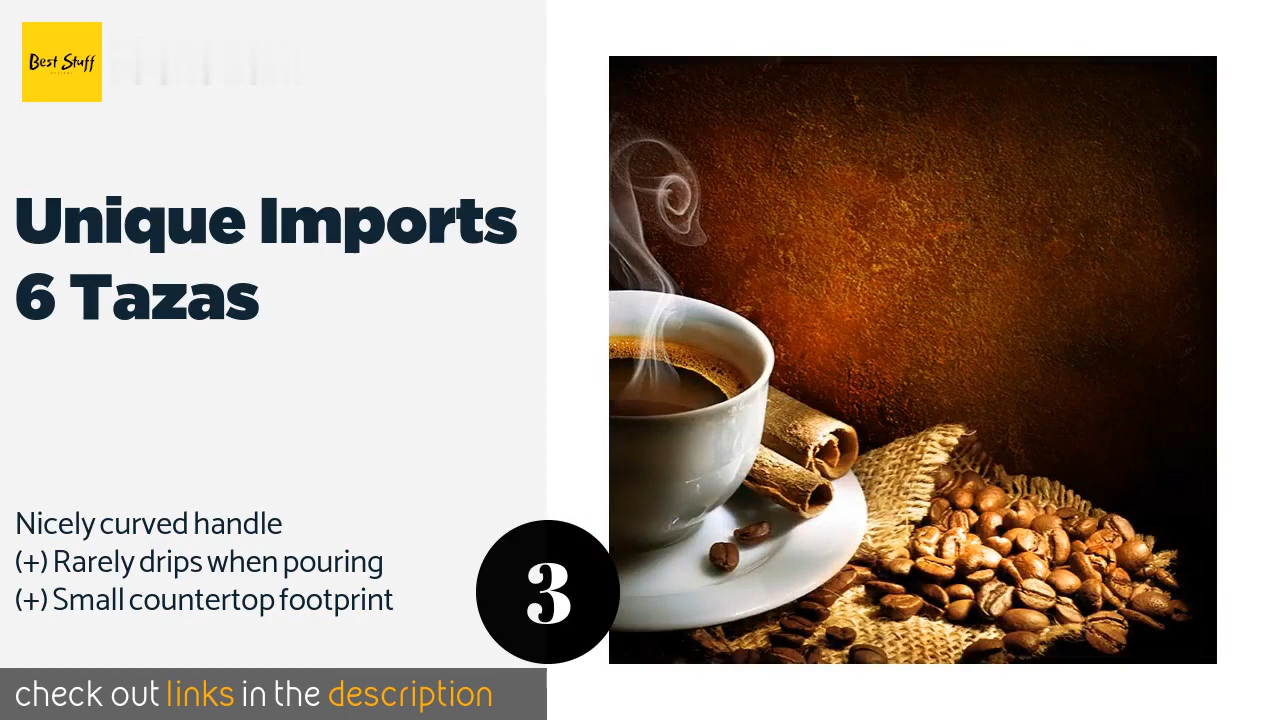 Best Stuff
Unique Imports
6 Tazas
Nicely curved handle
(+) Rarely drips when pouring
(+) Small countertop footprint
3
check out links in the description